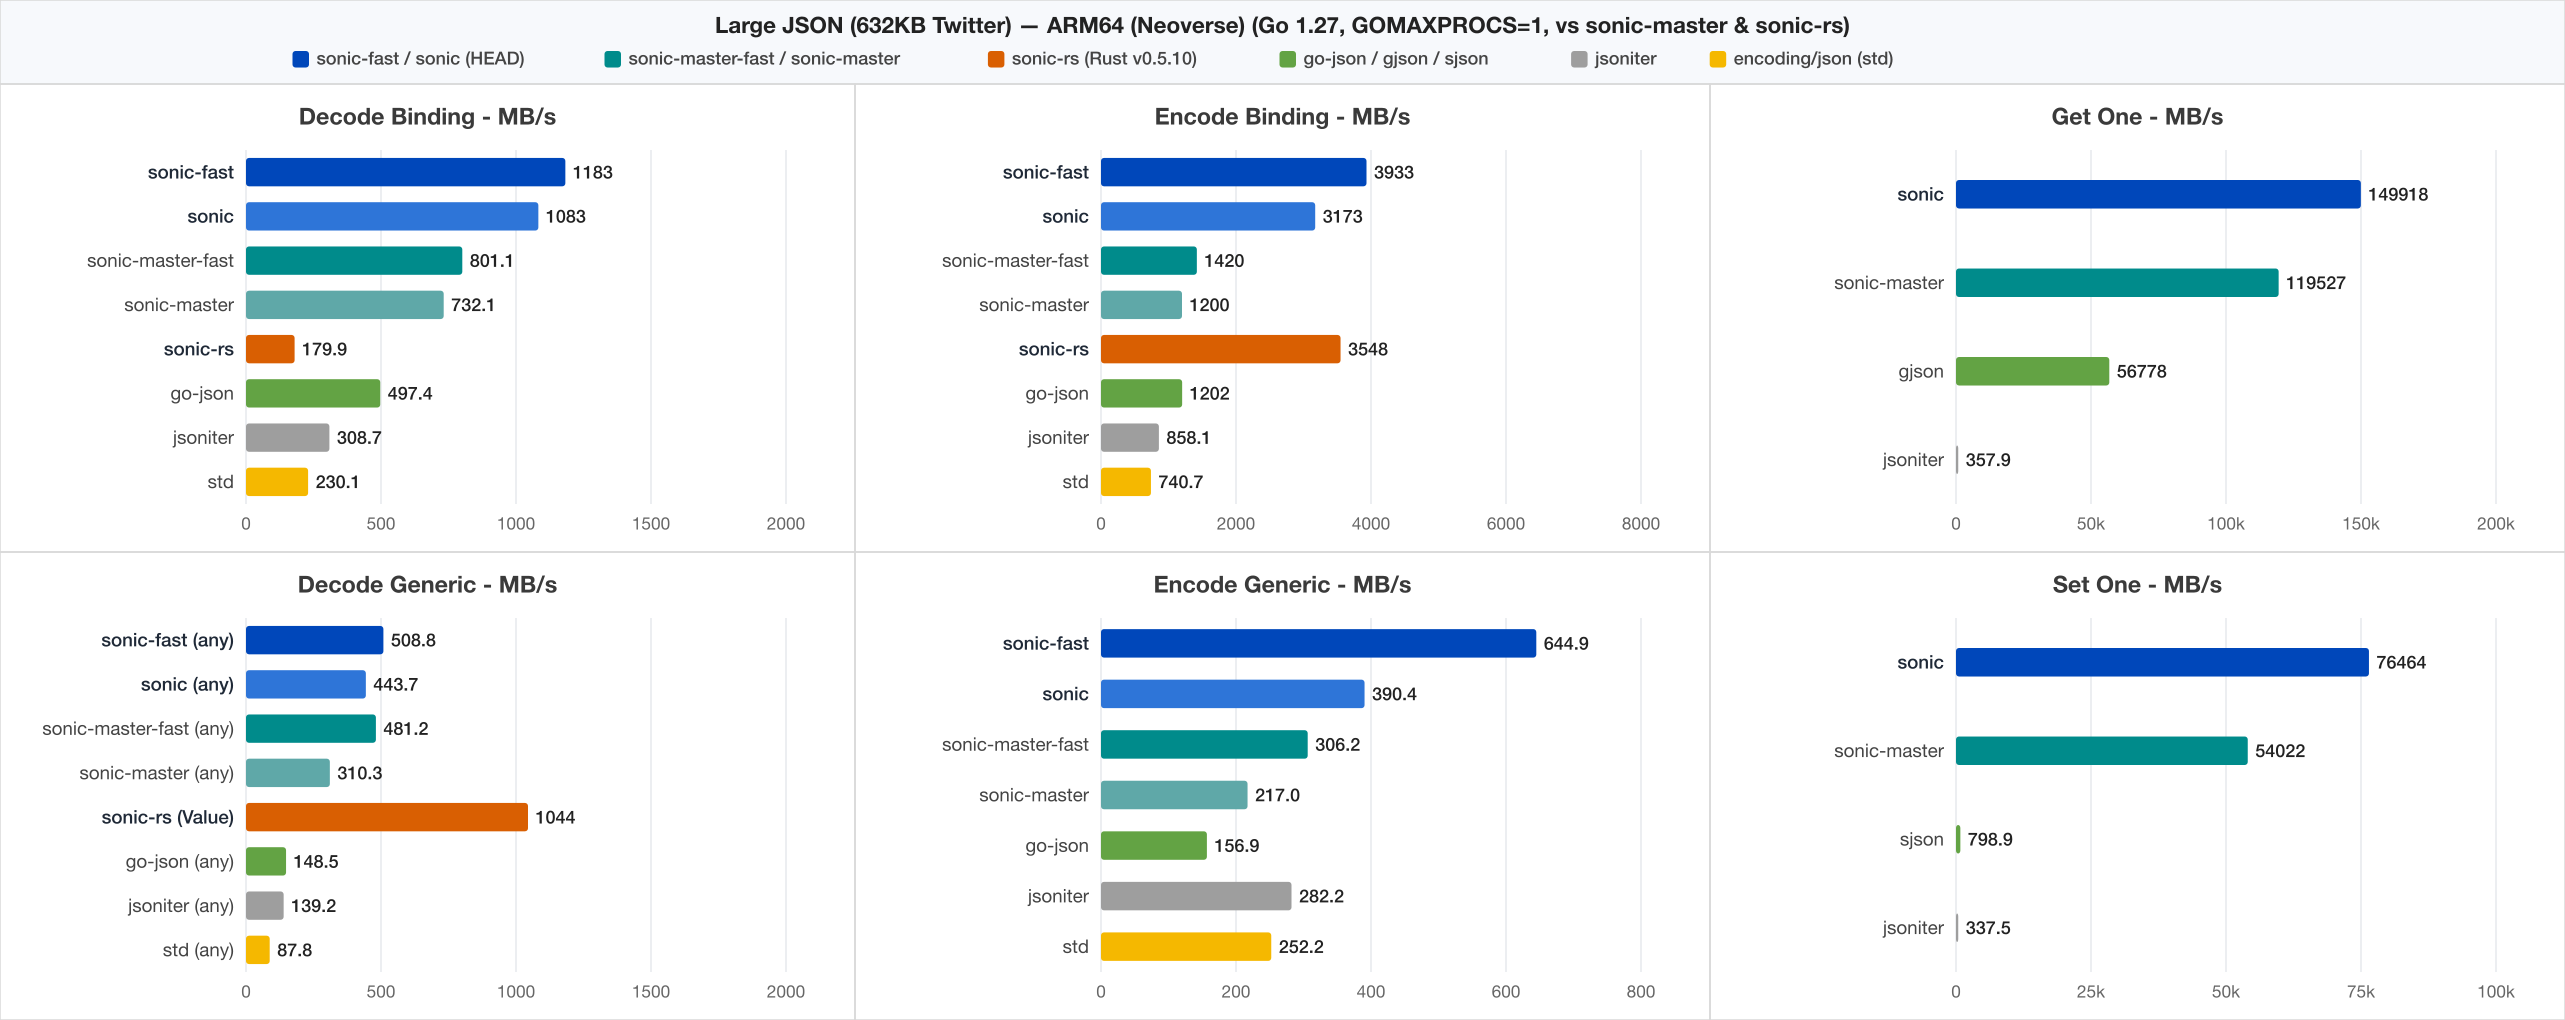 Large JSON (632KB Twitter) — ARM64 (Neoverse) (Go 1.27, GOMAXPROCS=1, vs sonic-master & sonic-rs)
sonic-fast / sonic (HEAD) sonic-master-fast / sonic-master sonic-rs (Rust v0.5.10) go-json / gjson / sjson jsoniter encoding/json (std)
Decode Binding - MB/s
sonic-fast 1183
sonic 1083
sonic-master-fast 801.1
sonic-master 732.1
sonic-rs 179.9
go-json 497.4
jsoniter 308.7
std 230.1
0 500 1000 1500 2000
Encode Binding - MB/s
sonic-fast 3933
sonic 3173
sonic-master-fast 1420
sonic-master 1200
sonic-rs 3548
go-json 1202
jsoniter 858.1
std 740.7
0 2000 4000 6000 8000
Get One - MB/s
sonic 149918
sonic-master 119527
gjson 56778
jsoniter 357.9
0 50k 100k 150k 200k
Decode Generic - MB/s
sonic-fast (any) 508.8
sonic (any) 443.7
sonic-master-fast (any) 481.2
sonic-master (any) 310.3
sonic-rs (Value) 1044
go-json (any) 148.5
jsoniter (any) 139.2
std (any) 87.8
0 500 1000 1500 2000
Encode Generic - MB/s
sonic-fast 644.9
sonic 390.4
sonic-master-fast 306.2
sonic-master 217.0
go-json 156.9
jsoniter 282.2
std 252.2
0 200 400 600 800
Set One - MB/s
sonic 76464
sonic-master 54022
sjson 798.9
jsoniter 337.5
0 25k 50k 75k 100k